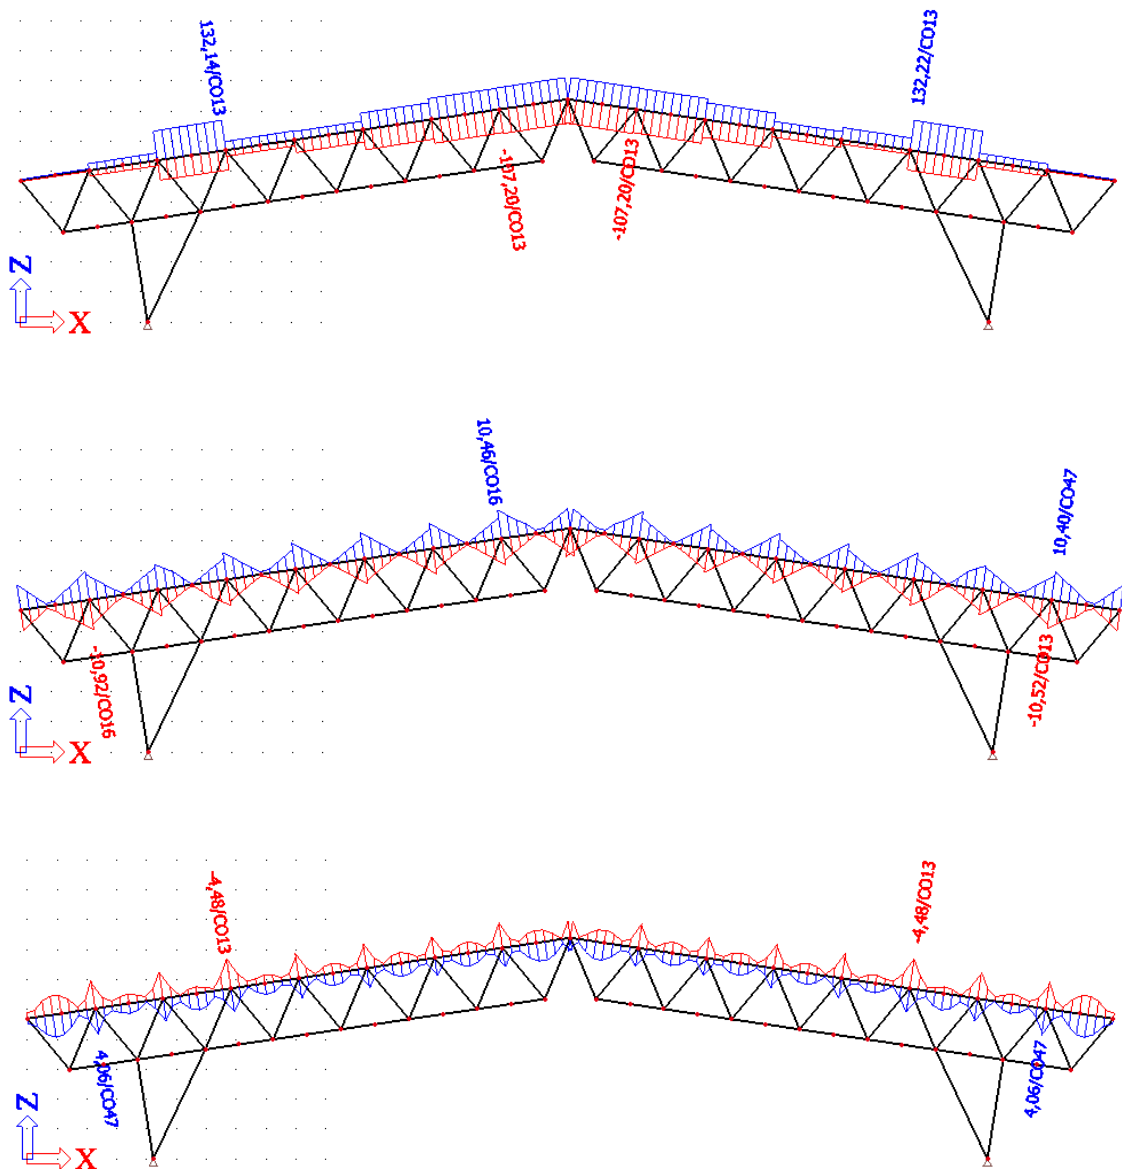 132,14/CO13
132,22/CO13
-107,20/CO13
-107,20/CO13
Z
X
10,46/CO16
10,40/CO47
-10,92/CO16
-10,52/CO13
Z
X
-4,48/CO13
-4,48/CO13
4,06/CO47
4,06/CO47
Z
X